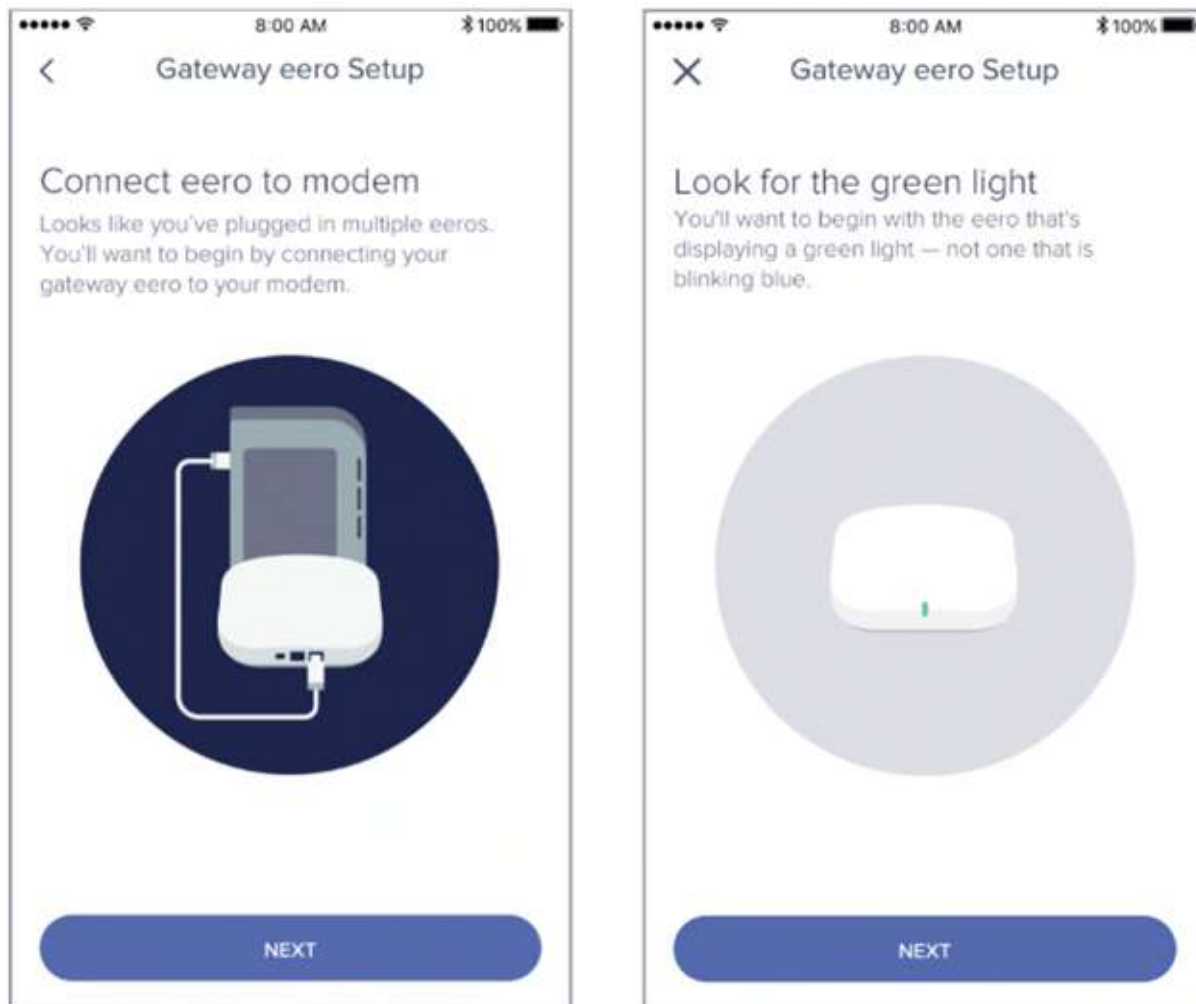 8:00 AM
100%
Gateway eero Setup
Connect eero to modem
Looks like you've plugged in multiple eeros.
You'll want to begin by connecting your
gateway eero to your modem.
NEXT
8:00 AM
100%
Gateway eero Setup
Look for the green light
You'll want to begin with the eero that's
displaying a green light — not one that is
blinking blue.
NEXT